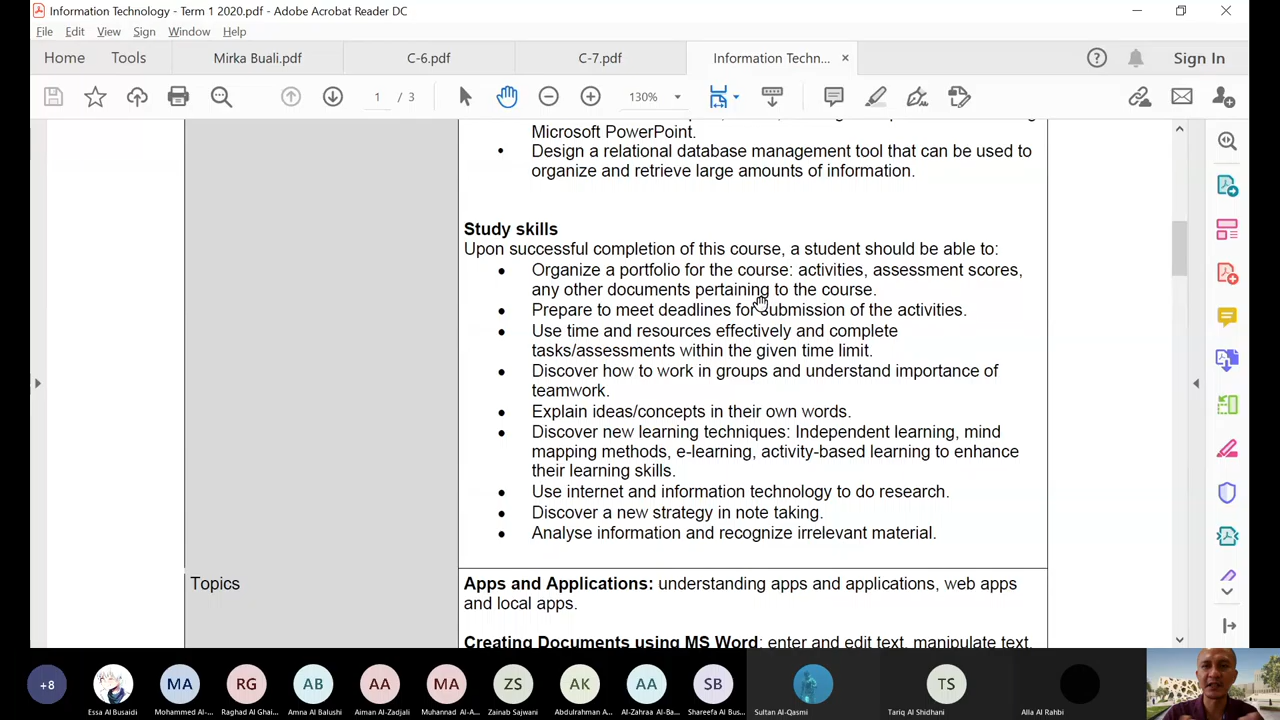 Information Technology - Term 1 2020.pdf - Adobe Acrobat Reader DC
File Edit View Sign Window Help
Home Tools Mirka Buali.pdf C-6.pdf C-7.pdf Information Techn... Sign In
1 / 3 130%
Microsoft PowerPoint.
• Design a relational database management tool that can be used to
organize and retrieve large amounts of information.
Study skills
Upon successful completion of this course, a student should be able to:
• Organize a portfolio for the course: activities, assessment scores,
any other documents pertaining to the course.
• Prepare to meet deadlines for submission of the activities.
• Use time and resources effectively and complete
tasks/assessments within the given time limit.
• Discover how to work in groups and understand importance of
teamwork.
• Explain ideas/concepts in their own words.
• Discover new learning techniques: Independent learning, mind
mapping methods, e-learning, activity-based learning to enhance
their learning skills.
• Use internet and information technology to do research.
• Discover a new strategy in note taking.
• Analyse information and recognize irrelevant material.
Topics
Apps and Applications: understanding apps and applications, web apps
and local apps.
Creating Documents using MS Word: enter and edit text, manipulate text,
+8 MA RG AB AA MA ZS AK AA SB TS
Essa Al Busaidi Mohammed Al-... Raghad Al Ghai... Amna Al Balushi Aiman Al-Zadjali Muhannad Al-A... Zainab Sajwani Abdulrahman A... Al-Zahraa Al-Ba... Shareefa Al Bus... Sultan Al-Qasmi Tariq Al Shidhani Alla Al Rahbi